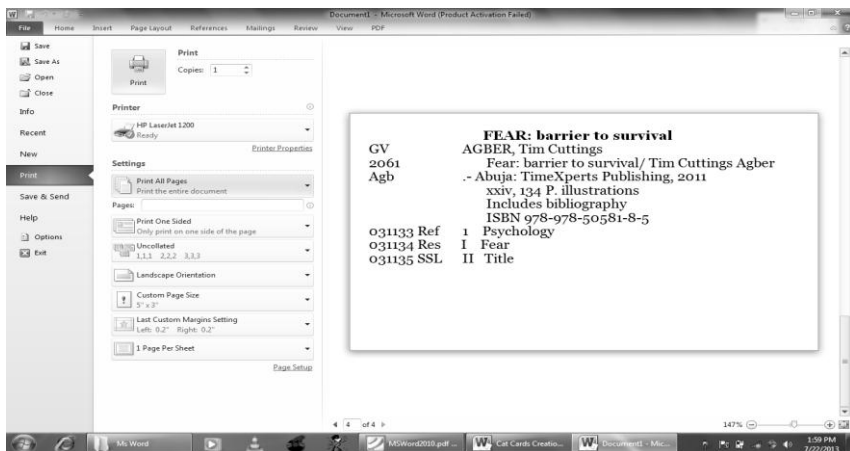 Document1 - Microsoft Word (Product Activation Failed)
File Home Insert Page Layout References Mailings Review View PDF
Save
Save As
Open
Close
Info
Recent
New
Print
Save & Send
Help
Options
Exit
Print
Print
Copies: 1
Printer
HP LaserJet 1200
Ready
Printer Properties
Settings
Print All Pages
Print the entire document
Pages:
Print One Sided
Only print on one side of the page
Uncollated
1,1,1 2,2,2 3,3,3
Landscape Orientation
Custom Page Size
5" x 3"
Last Custom Margins Setting
Left: 0.2" Right: 0.2"
1 Page Per Sheet
Page Setup
FEAR: barrier to survival
GV AGBER, Tim Cuttings
2061 Fear: barrier to survival/ Tim Cuttings Agber
Agb .- Abuja: TimeXperts Publishing, 2011
xxiv, 134 P. illustrations
Includes bibliography
ISBN 978-978-50581-8-5
031133 Ref 1 Psychology
031134 Res I Fear
031135 SSL II Title
4 of 4
147%
Ms Word
MSWord2010.pdf ...
Cat Cards Creatio...
Document1 - Mic...
1:59 PM
7/22/2013